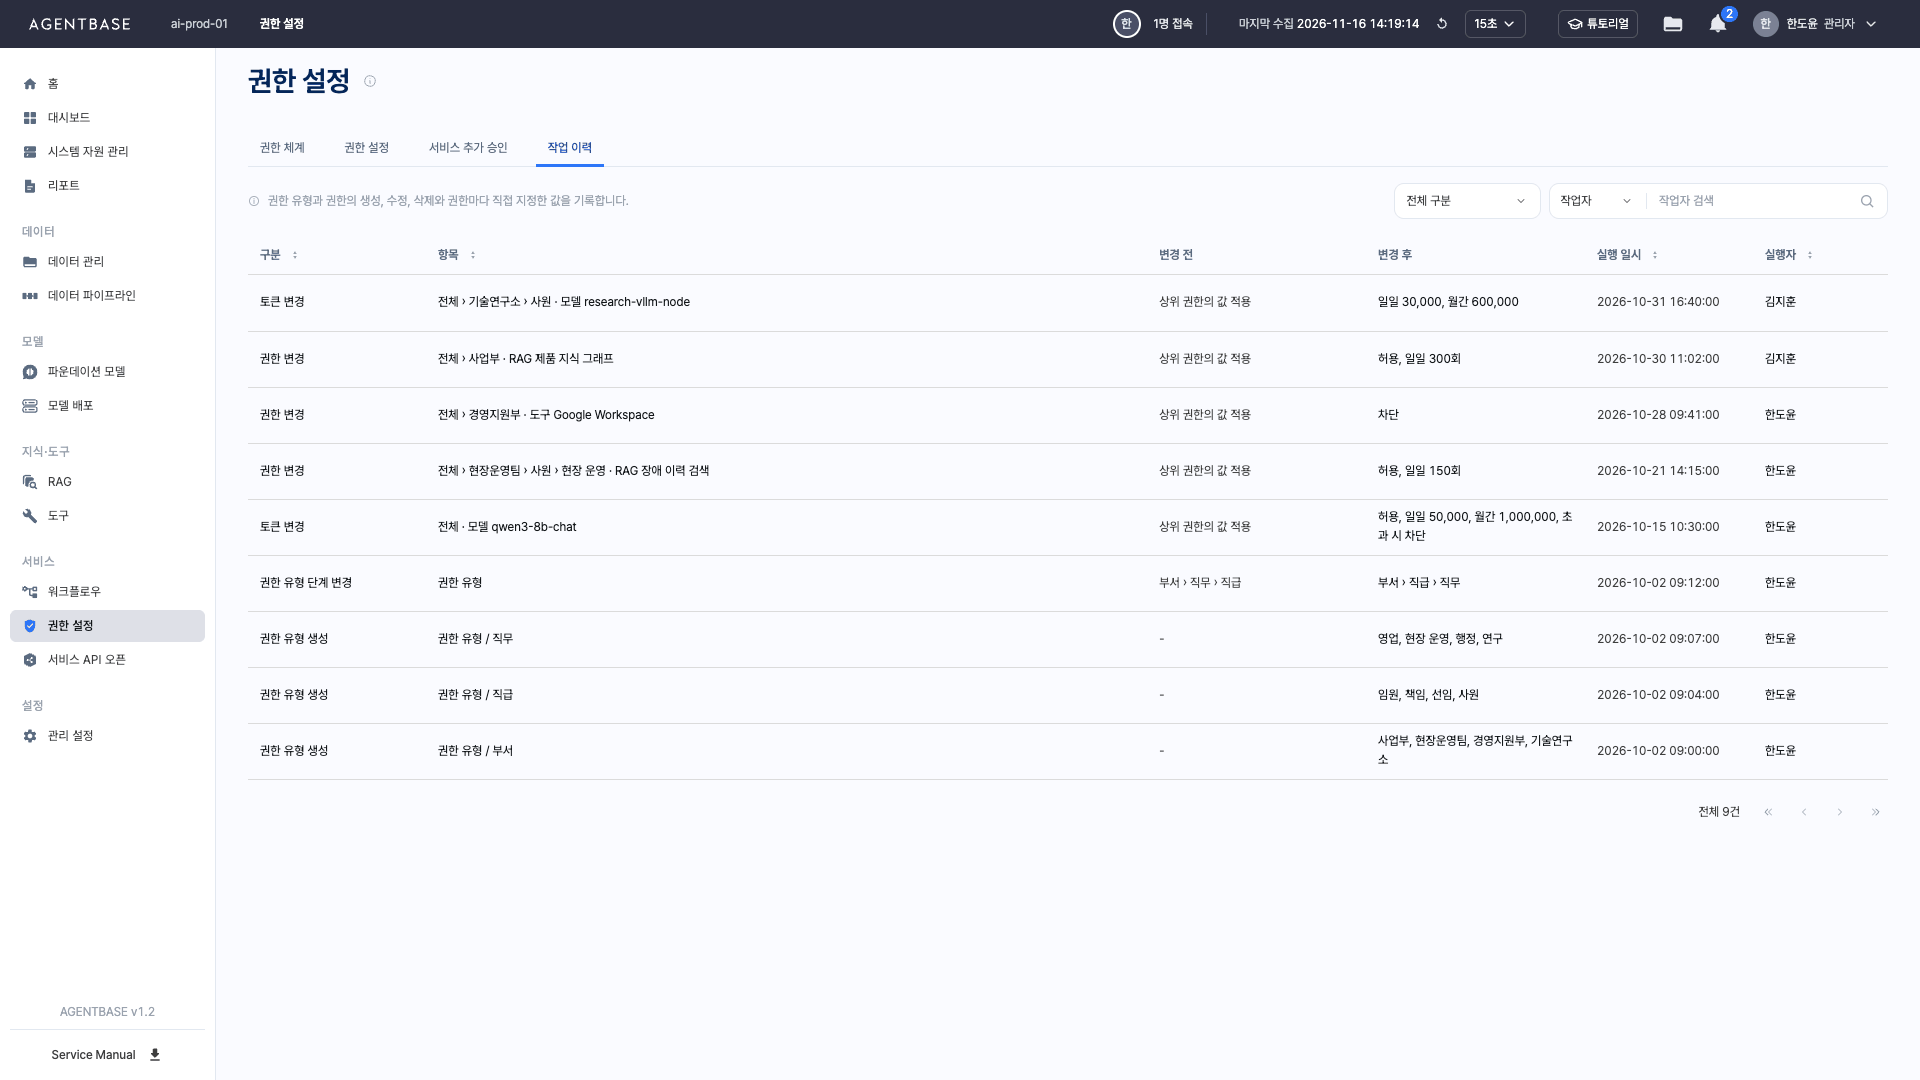 AGENTBASE ai-prod-01 권한 설정 한 1명 접속 마지막 수집 2026-11-16 14:19:14 15초 튜토리얼 2 한 한도윤 관리자
홈
대시보드
시스템 자원 관리
리포트
데이터
데이터 관리
데이터 파이프라인
모델
파운데이션 모델
모델 배포
지식·도구
RAG
도구
서비스
워크플로우
권한 설정
서비스 API 오픈
설정
관리 설정
AGENTBASE v1.2
Service Manual
권한 설정
권한 체계 권한 설정 서비스 추가 승인 작업 이력
권한 유형과 권한의 생성, 수정, 삭제와 권한마다 직접 지정한 값을 기록합니다. 전체 구분 작업자 작업자 검색
구분 항목 변경 전 변경 후 실행 일시 실행자
토큰 변경 전체 › 기술연구소 › 사원 · 모델 research-vllm-node 상위 권한의 값 적용 일일 30,000, 월간 600,000 2026-10-31 16:40:00 김지훈
권한 변경 전체 › 사업부 · RAG 제품 지식 그래프 상위 권한의 값 적용 허용, 일일 300회 2026-10-30 11:02:00 김지훈
권한 변경 전체 › 경영지원부 · 도구 Google Workspace 상위 권한의 값 적용 차단 2026-10-28 09:41:00 한도윤
권한 변경 전체 › 현장운영팀 › 사원 › 현장 운영 · RAG 장애 이력 검색 상위 권한의 값 적용 허용, 일일 150회 2026-10-21 14:15:00 한도윤
토큰 변경 전체 · 모델 qwen3-8b-chat 상위 권한의 값 적용 허용, 일일 50,000, 월간 1,000,000, 초
과 시 차단 2026-10-15 10:30:00 한도윤
권한 유형 단계 변경 권한 유형 부서 › 직무 › 직급 부서 › 직급 › 직무 2026-10-02 09:12:00 한도윤
권한 유형 생성 권한 유형 / 직무 - 영업, 현장 운영, 행정, 연구 2026-10-02 09:07:00 한도윤
권한 유형 생성 권한 유형 / 직급 - 임원, 책임, 선임, 사원 2026-10-02 09:04:00 한도윤
권한 유형 생성 권한 유형 / 부서 - 사업부, 현장운영팀, 경영지원부, 기술연구
소 2026-10-02 09:00:00 한도윤
전체 9건